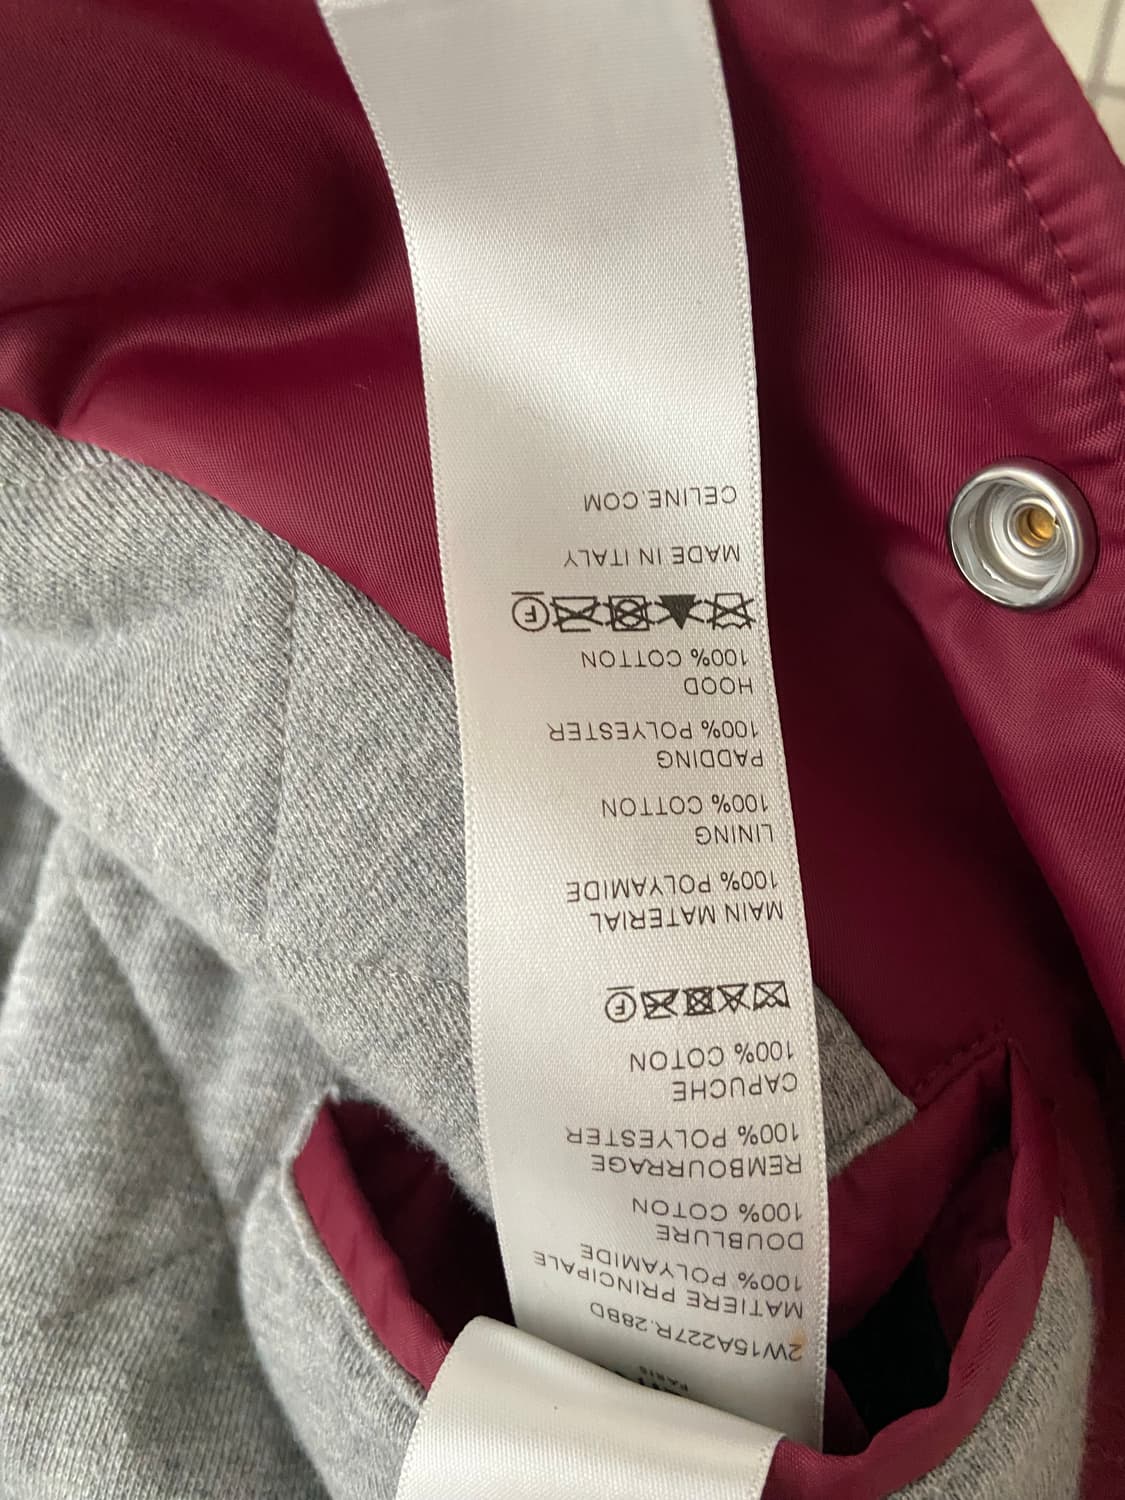 PARIS
2W15A227R.28BD
MATIERE PRINCIPALE
100% POLYAMIDE
DOUBLURE
100% COTON
REMBOURRAGE
100% POLYESTER
CAPUCHE
100% COTON
F
MAIN MATERIAL
100% POLYAMIDE
LINING
100% COTTON
PADDING
100% POLYESTER
HOOD
100% COTTON
F
MADE IN ITALY
CELINE.COM